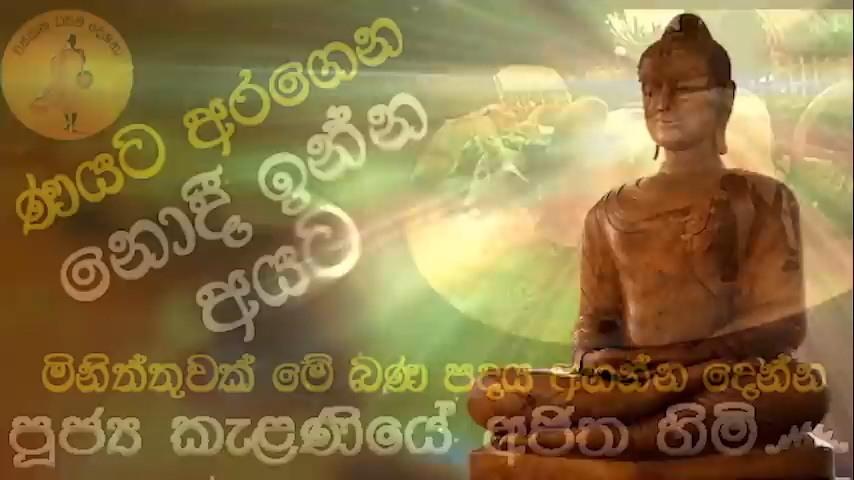 ණයට අරගෙන
නොදී ඉන්න
අයට
මිනිත්තුවක් මේ බණ පදය අහන්න දෙන්න
පූජ්‍ය කැළණියේ අජිත හිමි